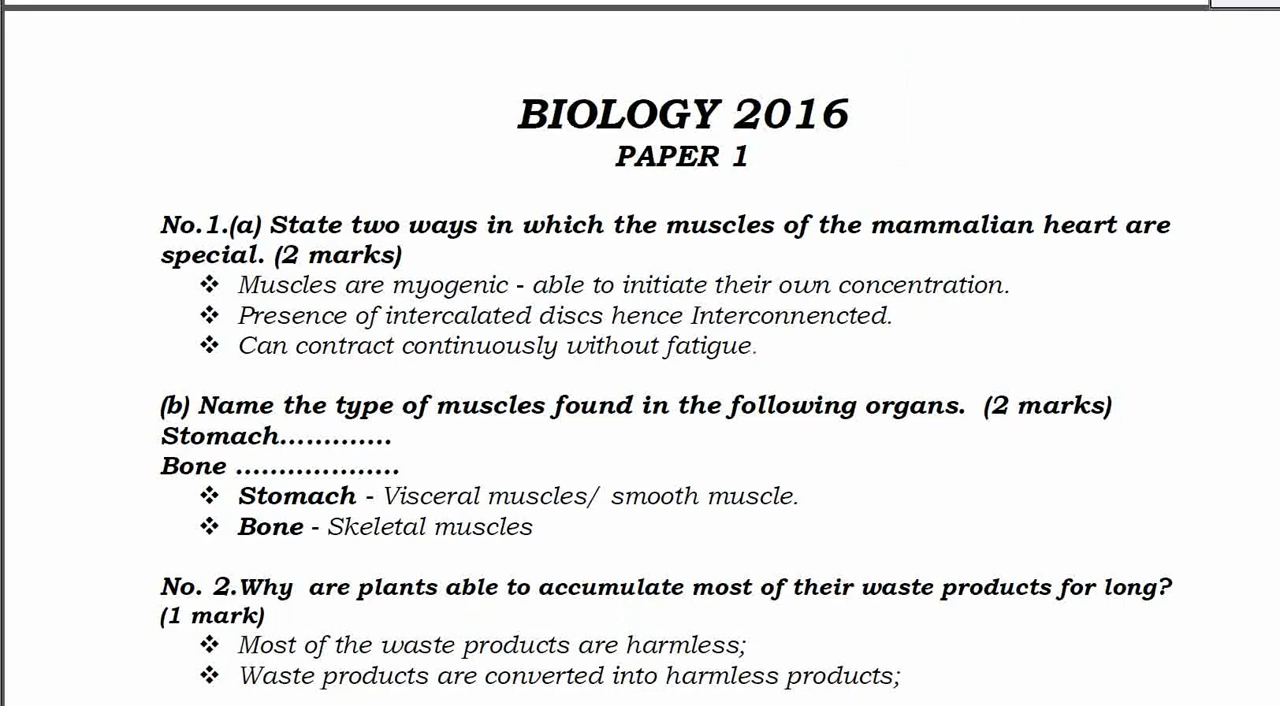 BIOLOGY 2016
PAPER 1
No.1.(a) State two ways in which the muscles of the mammalian heart are
special. (2 marks)
❖ Muscles are myogenic - able to initiate their own concentration.
❖ Presence of intercalated discs hence Interconnencted.
❖ Can contract continuously without fatigue.
(b) Name the type of muscles found in the following organs. (2 marks)
Stomach.............
Bone ...................
❖ Stomach - Visceral muscles/ smooth muscle.
❖ Bone - Skeletal muscles
No. 2.Why are plants able to accumulate most of their waste products for long?
(1 mark)
❖ Most of the waste products are harmless;
❖ Waste products are converted into harmless products;